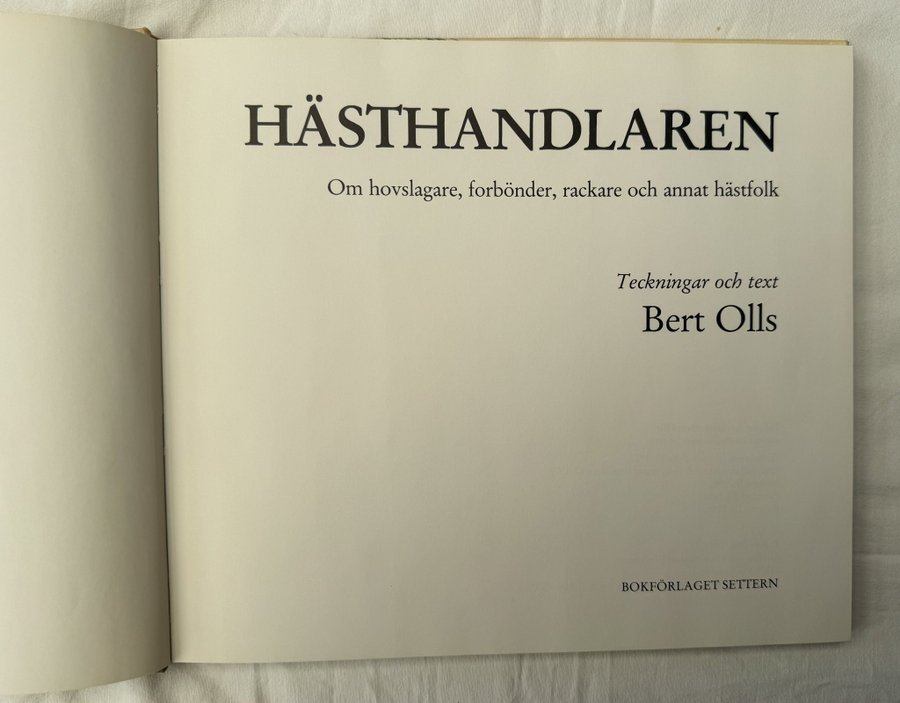 HÄSTHANDLAREN
Om hovslagare, forbönder, rackare och annat hästfolk
Teckningar och text
Bert Olls
BOKFÖRLAGET SETTERN